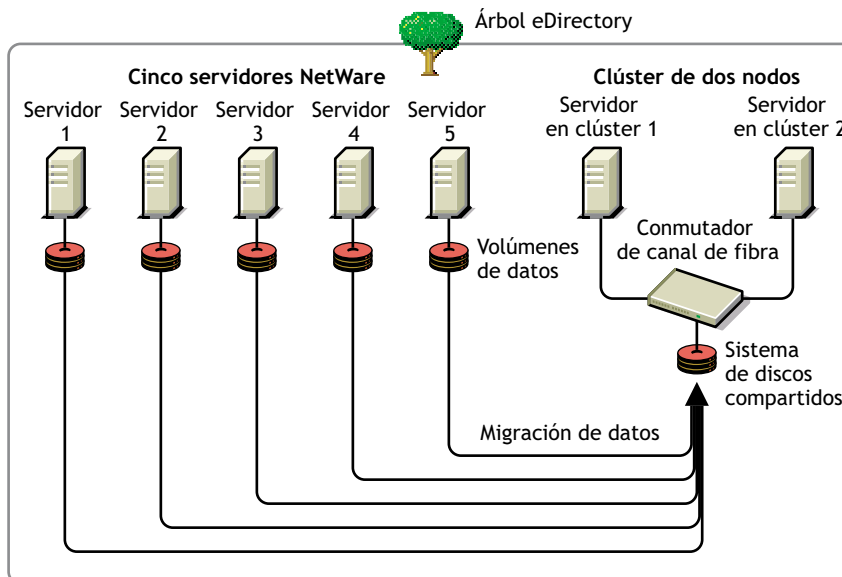 Árbol eDirectory
Cinco servidores NetWare
Clúster de dos nodos
Servidor
1
Servidor
2
Servidor
3
Servidor
4
Servidor
5
Servidor
en clúster 1
Servidor
en clúster 2
Volúmenes
de datos
Conmutador
de canal de fibra
Sistema
de discos
compartidos
Migración de datos